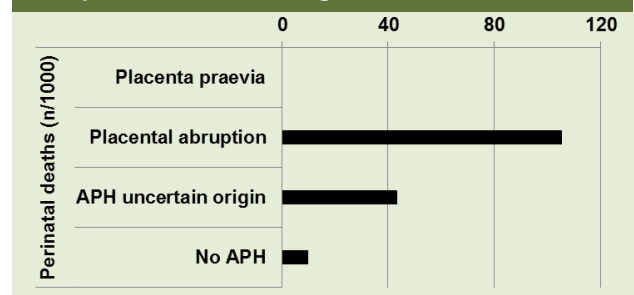 0 40 80 120
Perinatal deaths (n/1000)
Placenta praevia
Placental abruption
APH uncertain origin
No APH